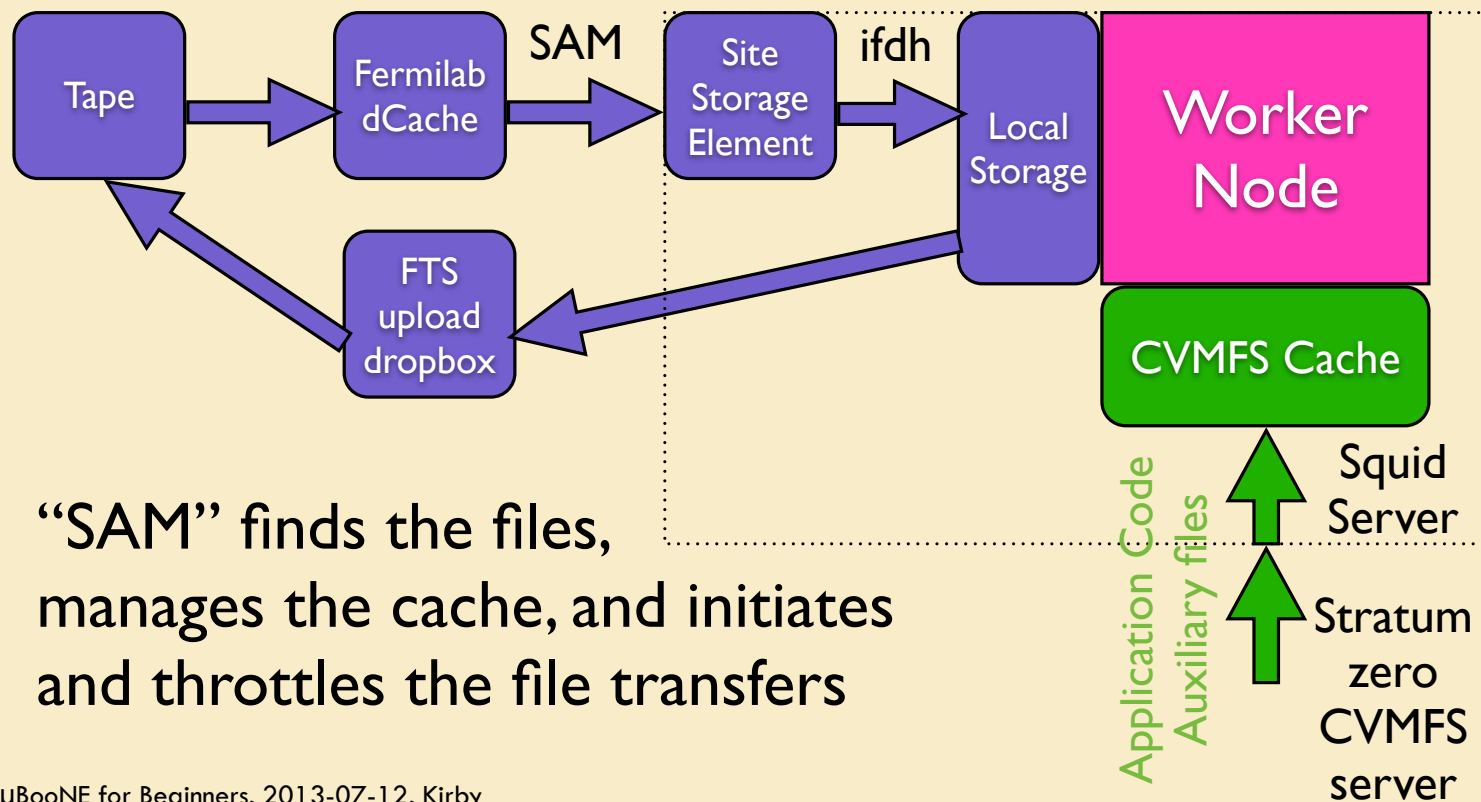 Tape
Fermilab
dCache
SAM
Site
Storage
Element
ifdh
Local
Storage
Worker
Node
FTS
upload
dropbox
CVMFS Cache
Squid
Server
Application Code
Auxiliary files
Stratum
zero
CVMFS
server
“SAM” finds the files,
manages the cache, and initiates
and throttles the file transfers
uBooNE for Beginners, 2013-07-12, Kirby